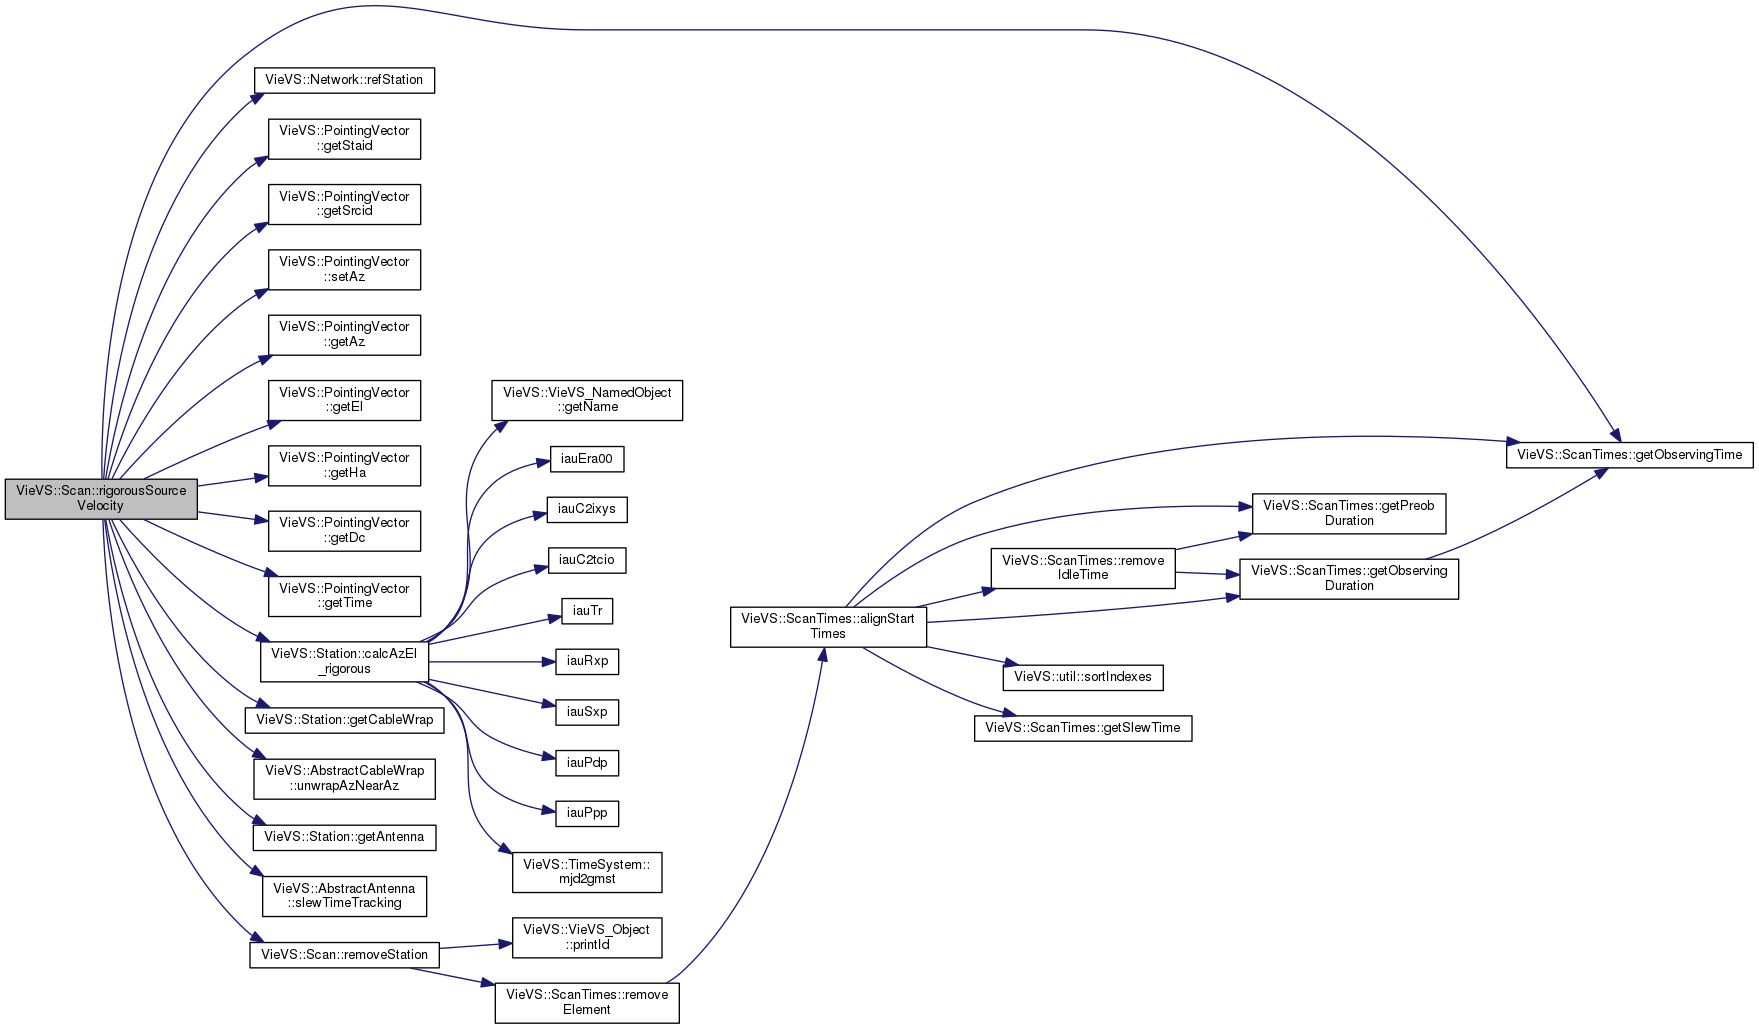 VieVS::Network::refStation
VieVS::PointingVector
::getStaid
VieVS::PointingVector
::getSrcid
VieVS::PointingVector
::setAz
VieVS::PointingVector
::getAz
VieVS::PointingVector
::getEl
VieVS::PointingVector
::getHa
VieVS::Scan::rigorousSource
Velocity
VieVS::PointingVector
::getDc
VieVS::PointingVector
::getTime
VieVS::Station::calcAzEl
_rigorous
VieVS::Station::getCableWrap
VieVS::AbstractCableWrap
::unwrapAzNearAz
VieVS::Station::getAntenna
VieVS::AbstractAntenna
::slewTimeTracking
VieVS::Scan::removeStation
VieVS::VieVS_NamedObject
::getName
iauEra00
iauC2ixys
iauC2tcio
iauTr
iauRxp
iauSxp
iauPdp
iauPpp
VieVS::TimeSystem::
mjd2gmst
VieVS::VieVS_Object
::printId
VieVS::ScanTimes::remove
Element
VieVS::ScanTimes::alignStart
Times
VieVS::ScanTimes::remove
IdleTime
VieVS::util::sortIndexes
VieVS::ScanTimes::getSlewTime
VieVS::ScanTimes::getPreob
Duration
VieVS::ScanTimes::getObserving
Duration
VieVS::ScanTimes::getObservingTime